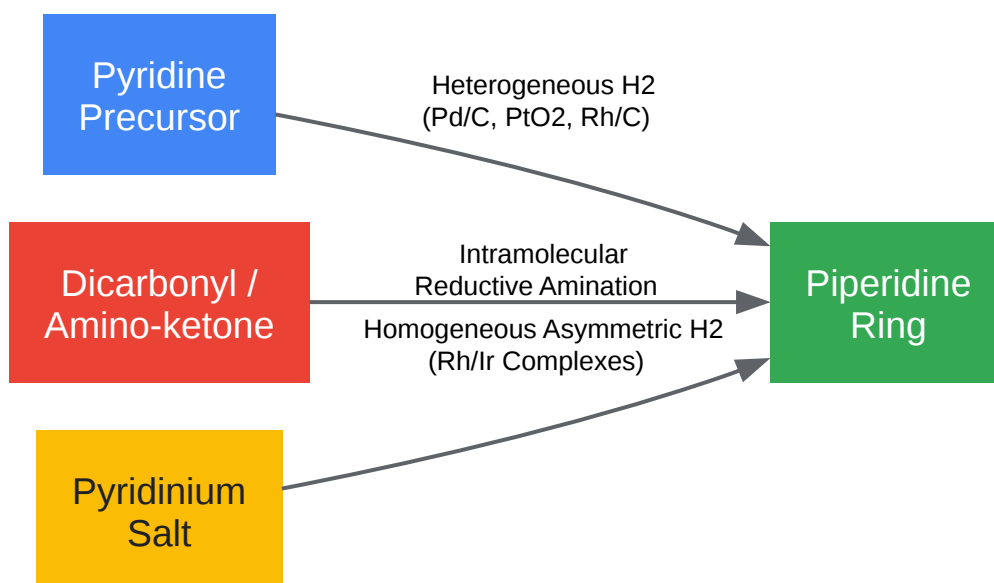 Pyridine
Precursor
Heterogeneous H2
(Pd/C, PtO2, Rh/C)
Dicarbonyl /
Amino-ketone
Intramolecular
Reductive Amination
Homogeneous Asymmetric H2
(Rh/Ir Complexes)
Piperidine
Ring
Pyridinium
Salt